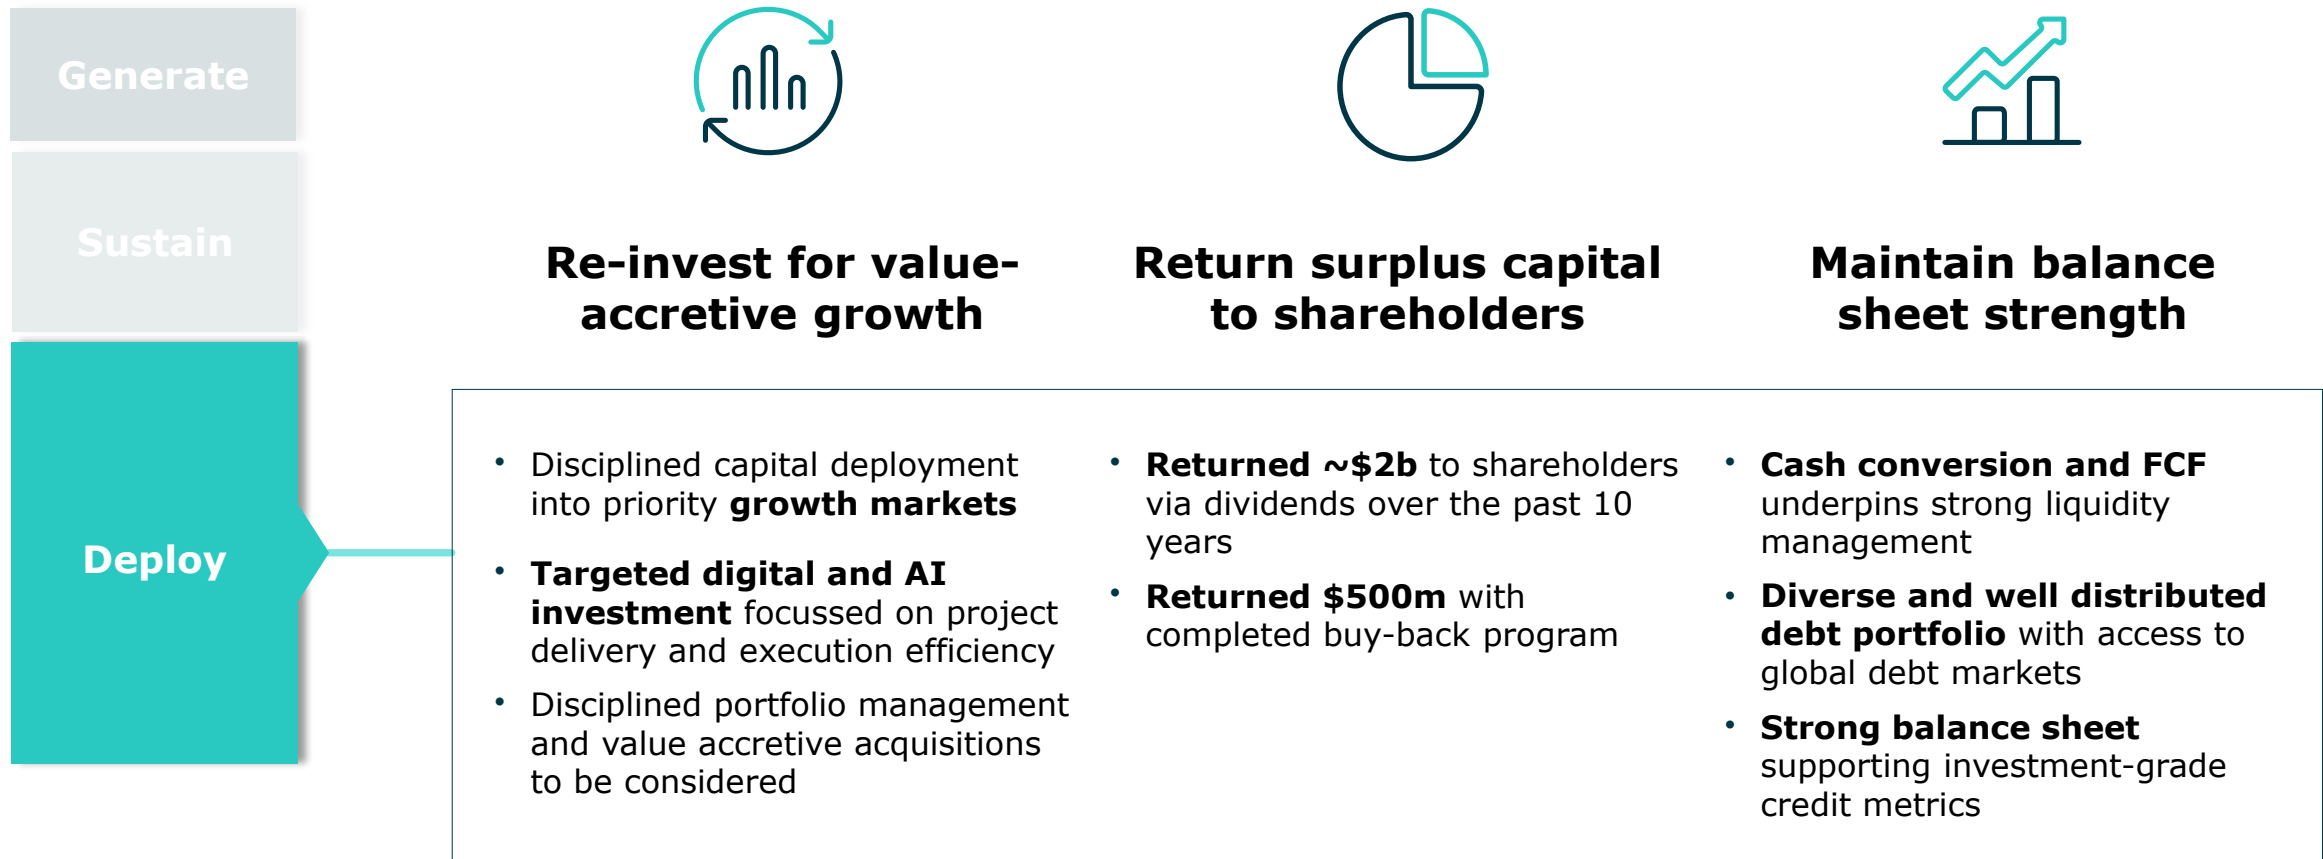 Generate
Sustain
Deploy
Re-invest for value-
accretive growth
• Disciplined capital deployment
into priority growth markets
• Targeted digital and AI
investment focussed on project
delivery and execution efficiency
• Disciplined portfolio management
and value accretive acquisitions
to be considered
Return surplus capital
to shareholders
• Returned ~$2b to shareholders
via dividends over the past 10
years
• Returned $500m with
completed buy-back program
Maintain balance
sheet strength
• Cash conversion and FCF
underpins strong liquidity
management
• Diverse and well distributed
debt portfolio with access to
global debt markets
• Strong balance sheet
supporting investment-grade
credit metrics